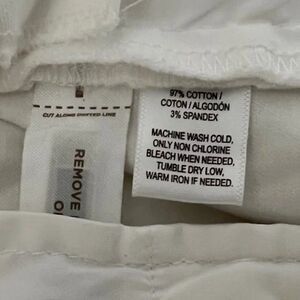 97% COTTON /
COTON / ALGODÓN
3% SPANDEX
MACHINE WASH COLD,
ONLY NON CHLORINE
BLEACH WHEN NEEDED,
TUMBLE DRY LOW,
WARM IRON IF NEEDED.
CUT ALONG DOTTED LINE
REMOVE